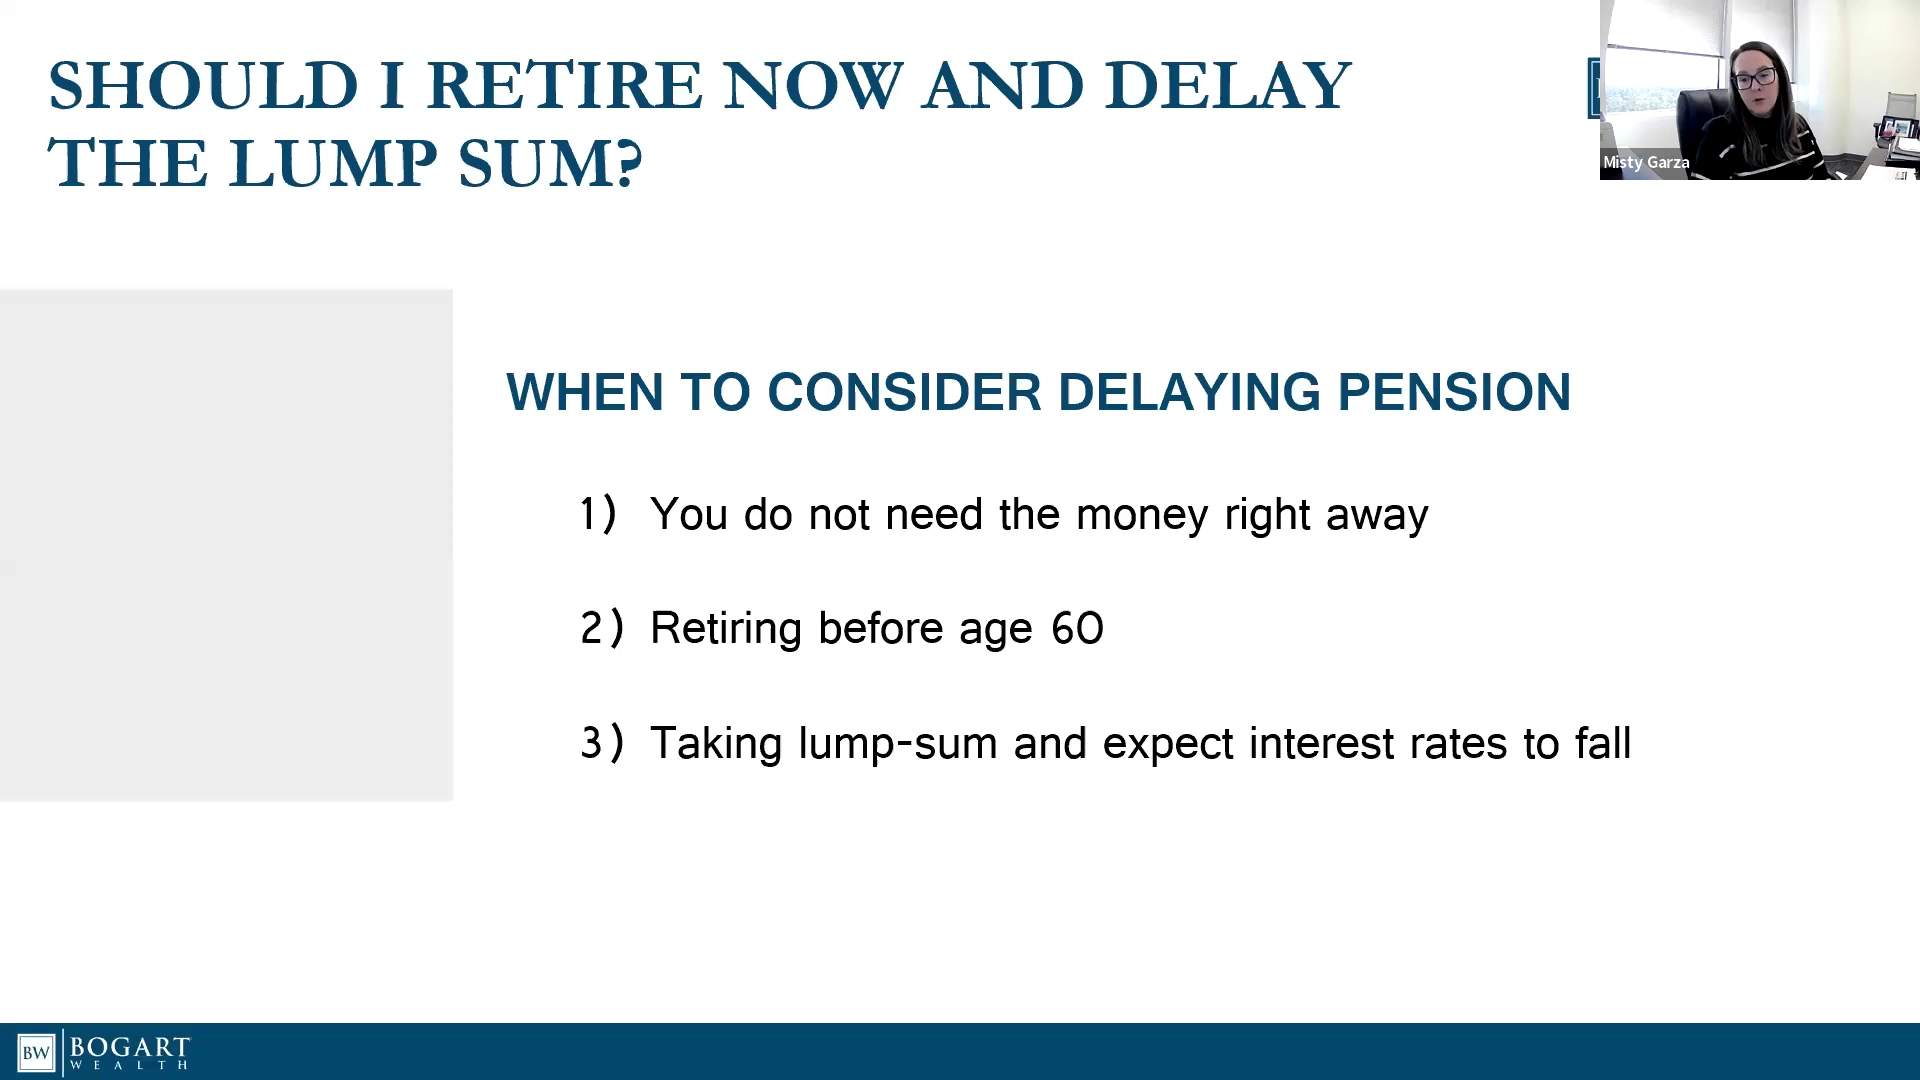 SHOULD I RETIRE NOW AND DELAY
THE LUMP SUM?
Misty Garza
WHEN TO CONSIDER DELAYING PENSION
1) You do not need the money right away
2) Retiring before age 60
3) Taking lump-sum and expect interest rates to fall
BW BOGART
WEALTH